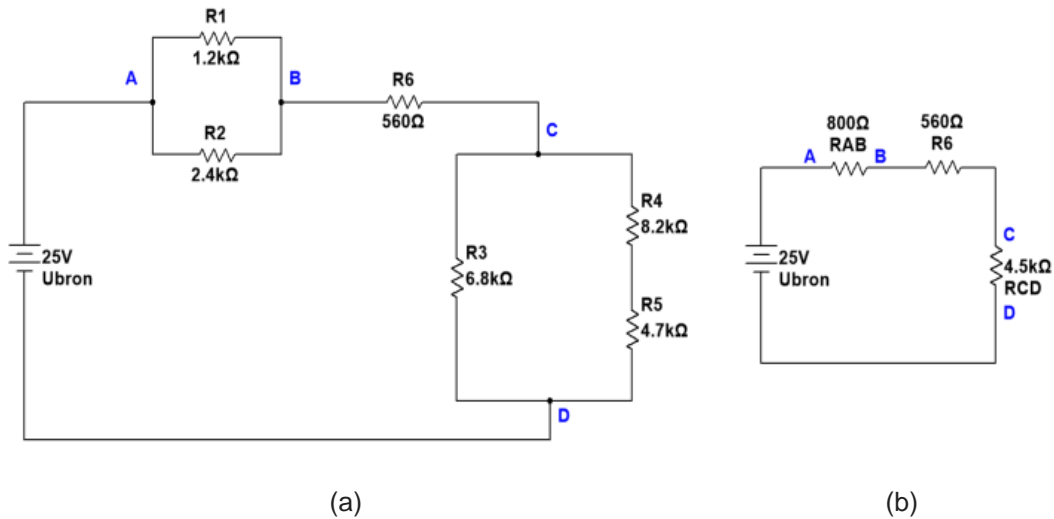 R1
1.2kΩ
A
B
R2
2.4kΩ
R6
560Ω
C
R3
6.8kΩ
R4
8.2kΩ
R5
4.7kΩ
25V
Ubron
D
(a)
800Ω
RAB
560Ω
R6
A
B
25V
Ubron
C
4.5kΩ
RCD
D
(b)